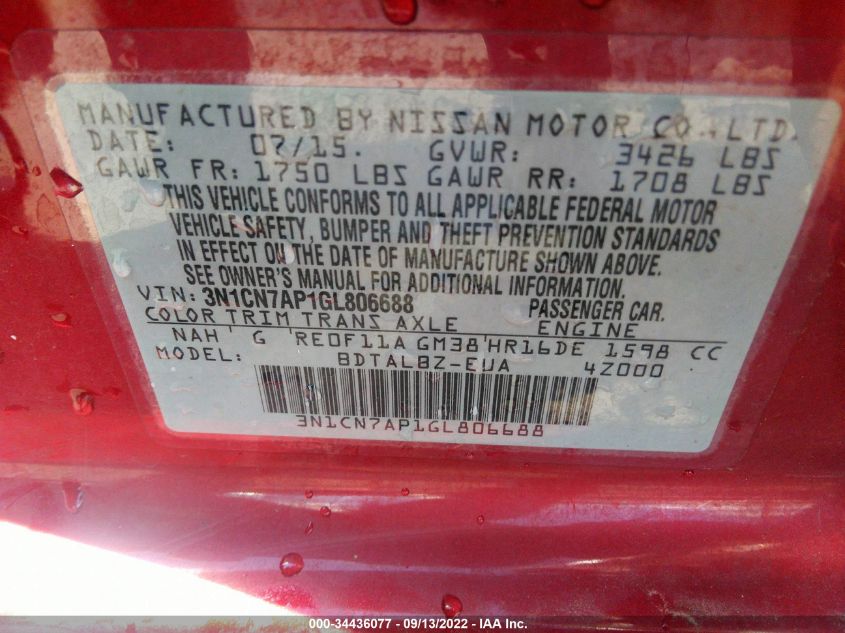 MANUFACTURED BY NISSAN MOTOR CO., LTD.
DATE: 07/15. GVWR: 3426 LBS
GAWR FR: 1750 LBS GAWR RR: 1708 LBS
THIS VEHICLE CONFORMS TO ALL APPLICABLE FEDERAL MOTOR
VEHICLE SAFETY, BUMPER AND THEFT PREVENTION STANDARDS
IN EFFECT ON THE DATE OF MANUFACTURE SHOWN ABOVE.
SEE OWNER'S MANUAL FOR ADDITIONAL INFORMATION.
VIN: 3N1CN7AP1GL806688 PASSENGER CAR.
COLOR TRIM TRANS AXLE ENGINE
NAH' G 'RE0F11A GM38'HR16DE 1598 CC
MODEL: BDTALBZ-EUA 4Z000
3N1CN7AP1GL806688
000-34436077 - 09/13/2022 - IAA Inc.